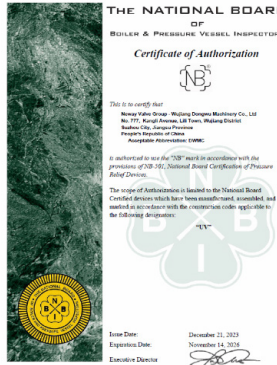 THE NATIONAL BOARD
OF
BOILER & PRESSURE VESSEL INSPECTOR
Certificate of Authorization
NB
This is to certify that
Neway Valve Group - Wujiang Dongwu Machinery Co., Ltd
No. 777, Kangli Avenue, Lili Town, Wujiang District
Suzhou City, Jiangsu Province
People's Republic of China
Acceptable Abbreviation: DWMC
is authorized to use the "NB" mark in accordance with the
provisions of NB-501, National Board Certification of Pressure
Relief Devices.
The scope of Authorization is limited to the National Board
Certified devices which have been manufactured, assembled, and
marked in accordance with the construction codes applicable to
the following designators:
"UV"
N
B B
I
Issue Date: December 21, 2023
Expiration Date: November 14, 2026
Executive Director